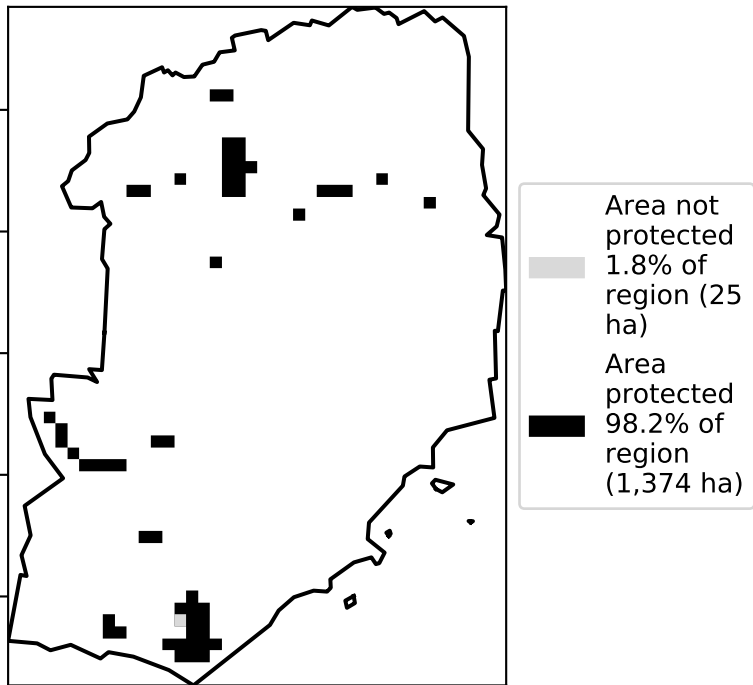 Area not
protected
1.8% of
region (25
ha)
Area
protected
98.2% of
region
(1,374 ha)